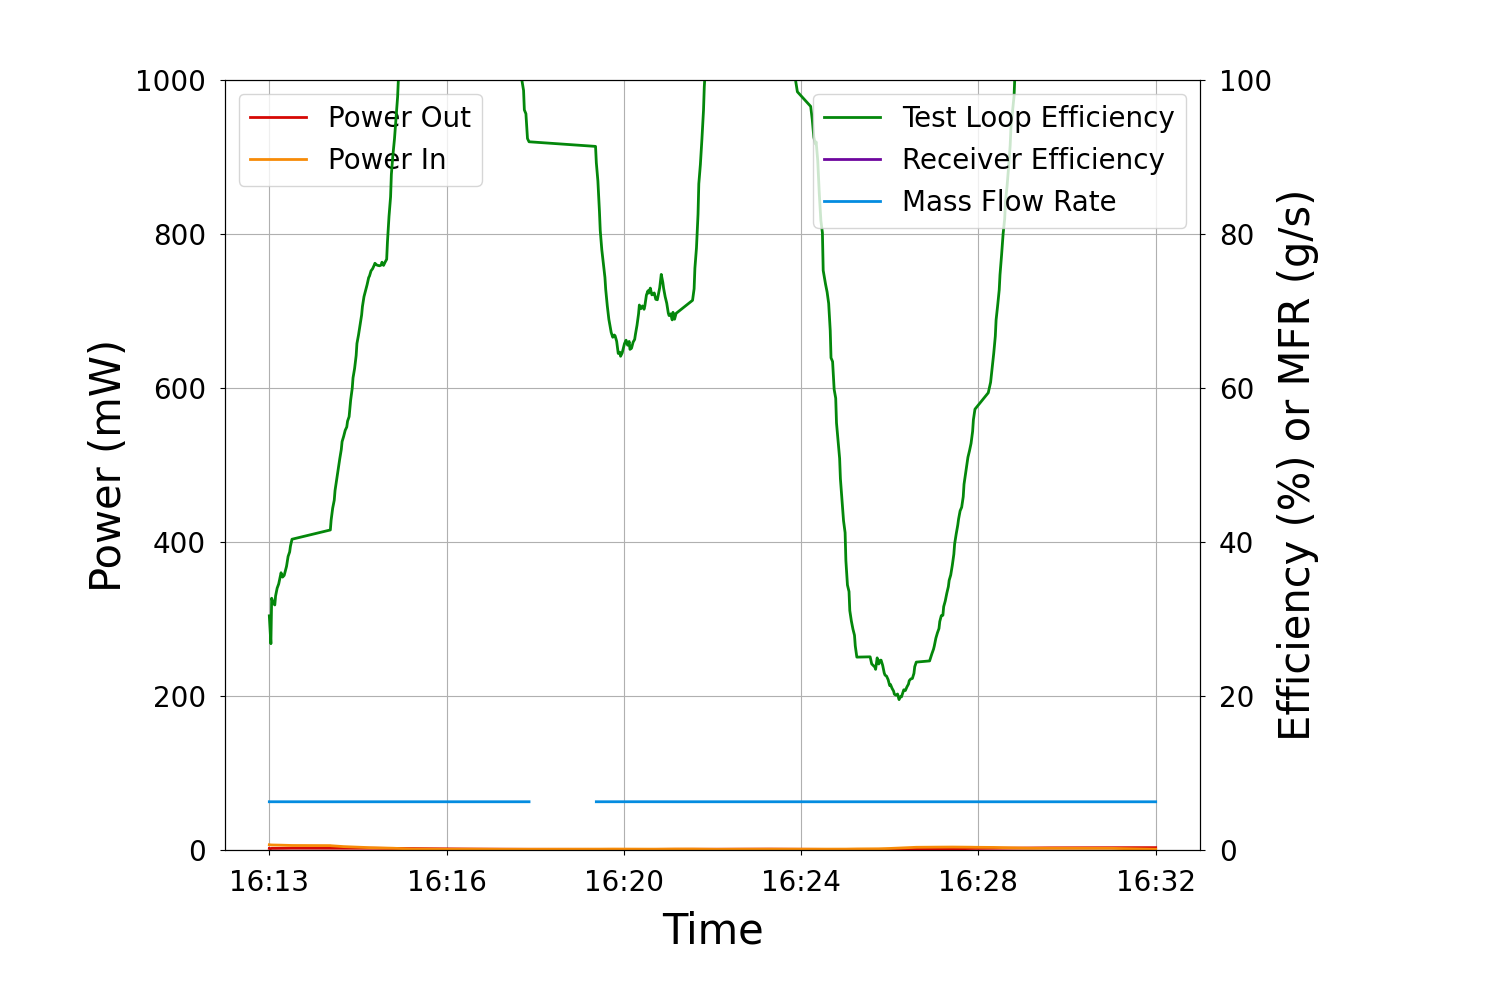 1000
800
600
400
200
0
Power (mW)
Power Out
Power In
Test Loop Efficiency
Receiver Efficiency
Mass Flow Rate
100
80
60
40
20
0
Efficiency (%) or MFR (g/s)
16:13 16:16 16:20 16:24 16:28 16:32
Time